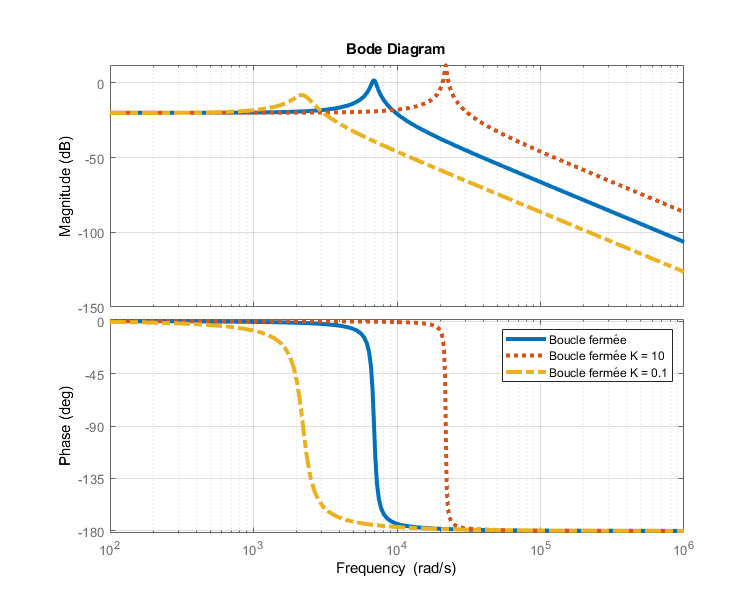 Bode Diagram
Magnitude (dB)
0
-50
-100
-150
Phase (deg)
0
-45
-90
-135
-180
Boucle fermée
Boucle fermée K = 10
Boucle fermée K = 0.1
10^2
10^3
10^4
10^5
10^6
Frequency (rad/s)